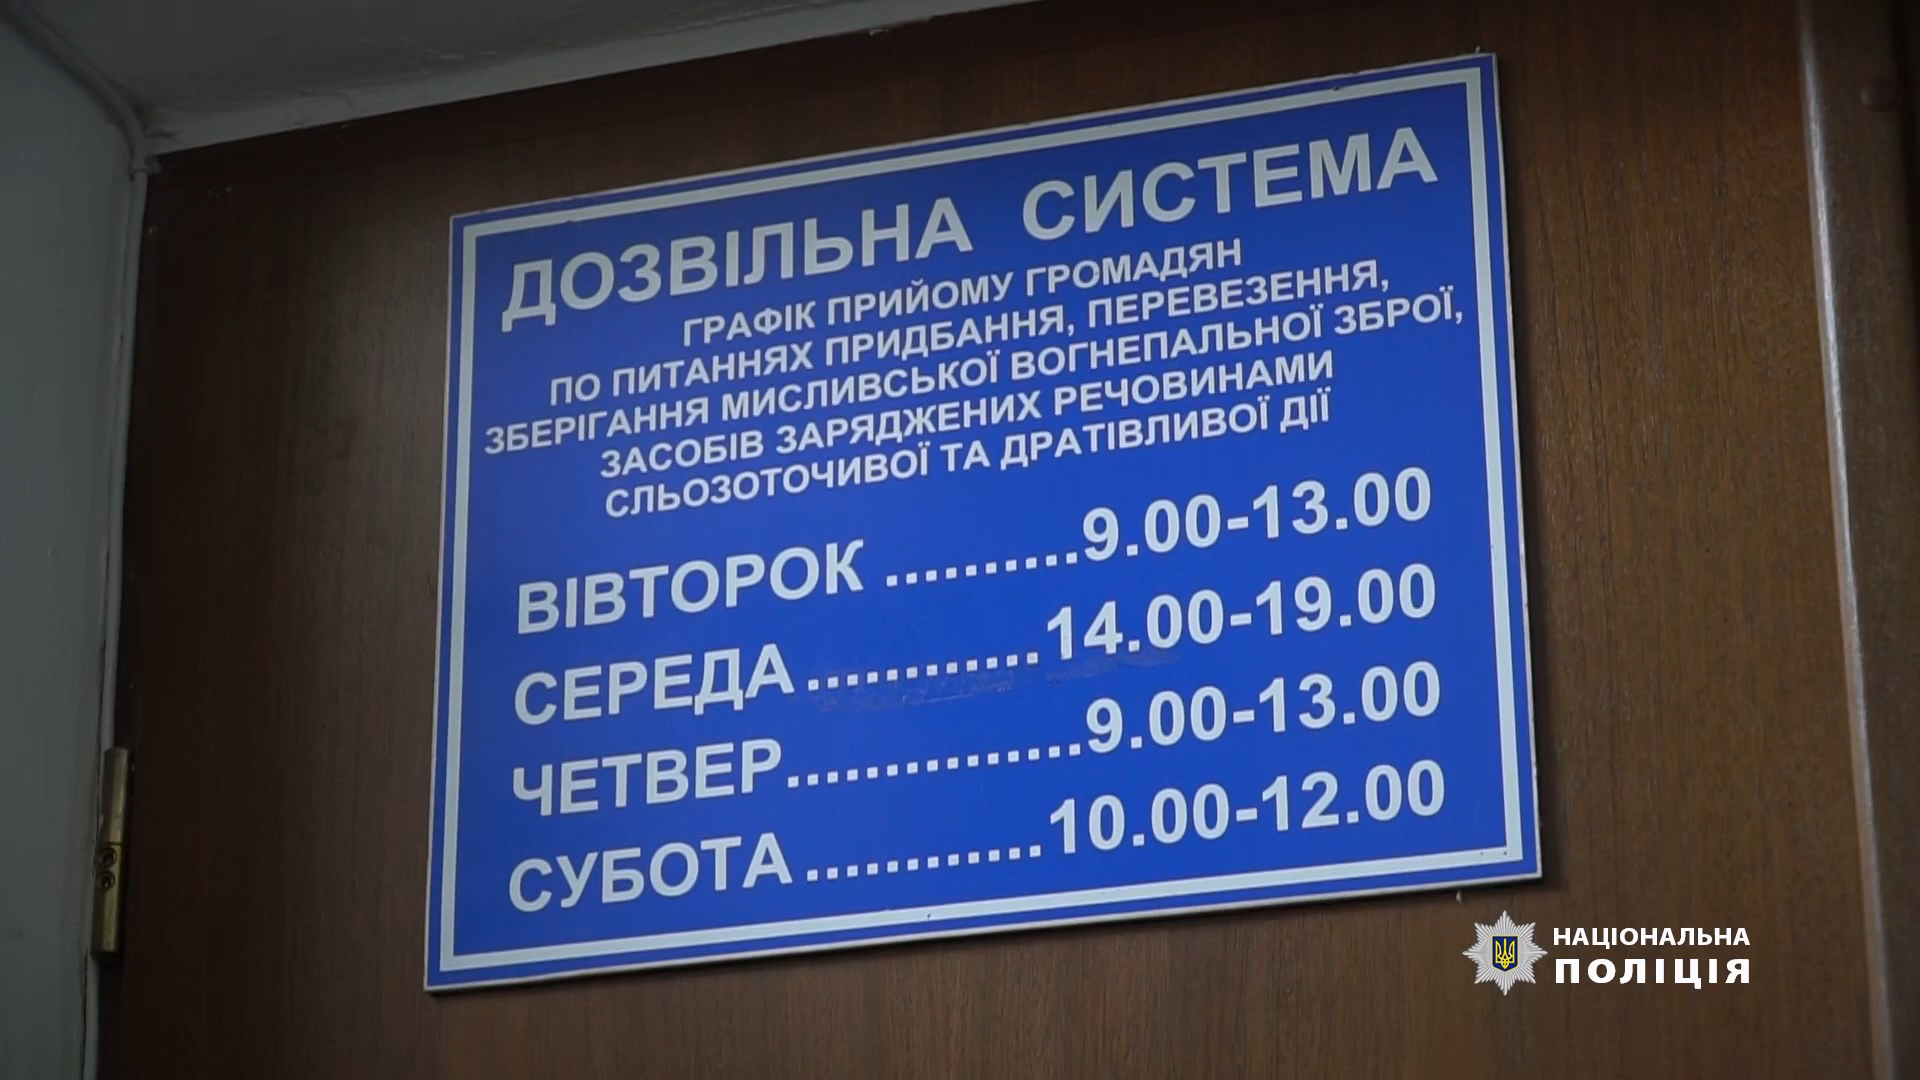 ДОЗВІЛЬНА СИСТЕМА
ГРАФІК ПРИЙОМУ ГРОМАДЯН
ПО ПИТАННЯХ ПРИДБАННЯ, ПЕРЕВЕЗЕННЯ,
ЗБЕРІГАННЯ МИСЛИВСЬКОЇ ВОГНЕПАЛЬНОЇ ЗБРОЇ,
ЗАСОБІВ ЗАРЯДЖЕНИХ РЕЧОВИНАМИ
СЛЬОЗОТОЧИВОЇ ТА ДРАТІВЛИВОЇ ДІЇ
ВІВТОРОК ..........9.00-13.00
СЕРЕДА ............14.00-19.00
ЧЕТВЕР...............9.00-13.00
СУБОТА ............10.00-12.00
НАЦІОНАЛЬНА
ПОЛІЦІЯ